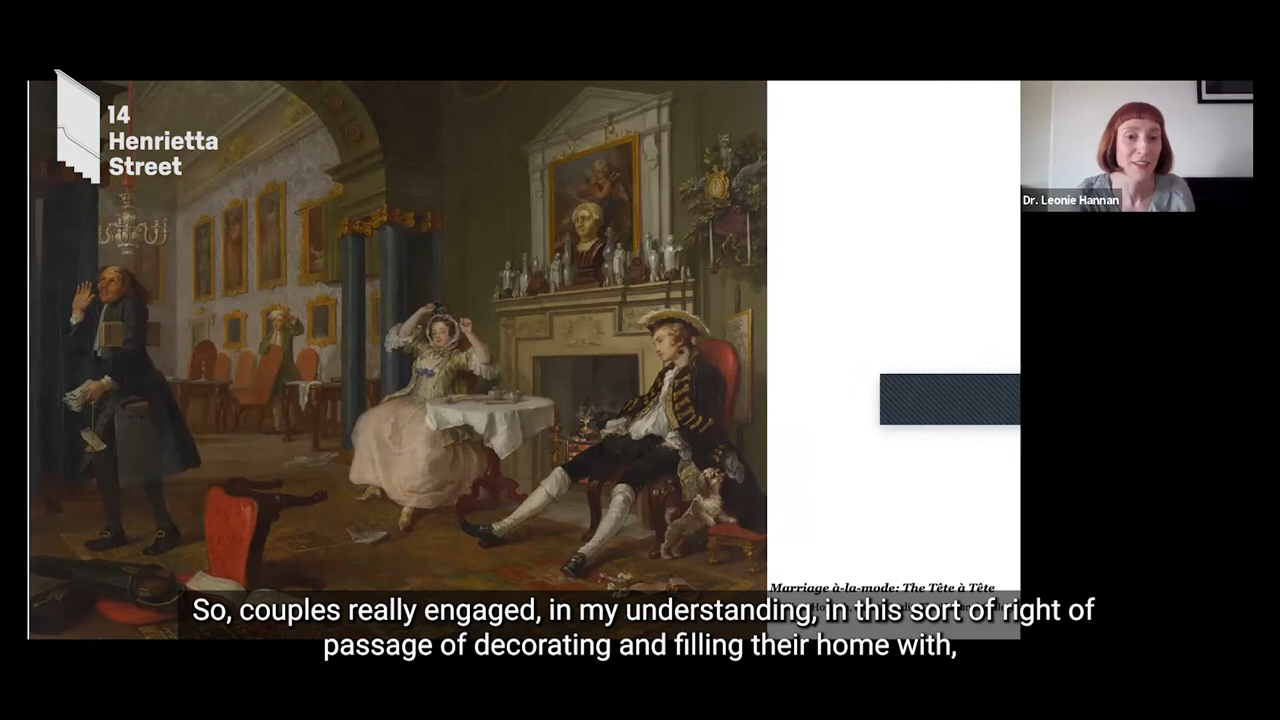 14
Henrietta
Street
Dr. Leonie Hannan
Marriage à-la-mode: The Tête à Tête
So, couples really engaged, in my understanding, in this sort of right of
passage of decorating and filling their home with,